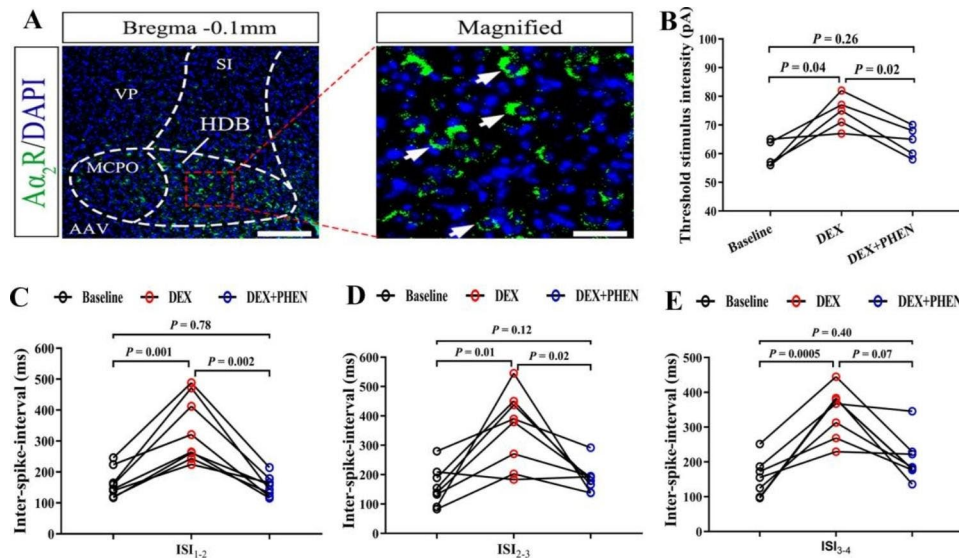 A
Bregma -0.1mm
Magnified
Aα₂R/DAPI
SI
VP
HDB
MCPO
AAV
B
Threshold stimulus intensity (pA)
100
90
80
70
60
50
40
P = 0.26
P = 0.04
P = 0.02
Baseline
DEX
DEX+PHEN
C
Baseline
DEX
DEX+PHEN
P = 0.78
P = 0.001
P = 0.002
Inter-spike-interval (ms)
600
500
400
300
200
100
0
ISI₁₋₂
D
Baseline
DEX
DEX+PHEN
P = 0.12
P = 0.01
P = 0.02
Inter-spike-interval (ms)
600
500
400
300
200
100
0
ISI₂₋₃
E
Baseline
DEX
DEX+PHEN
P = 0.40
P = 0.0005
P = 0.07
Inter-spike-interval (ms)
500
400
300
200
100
0
ISI₃₋₄